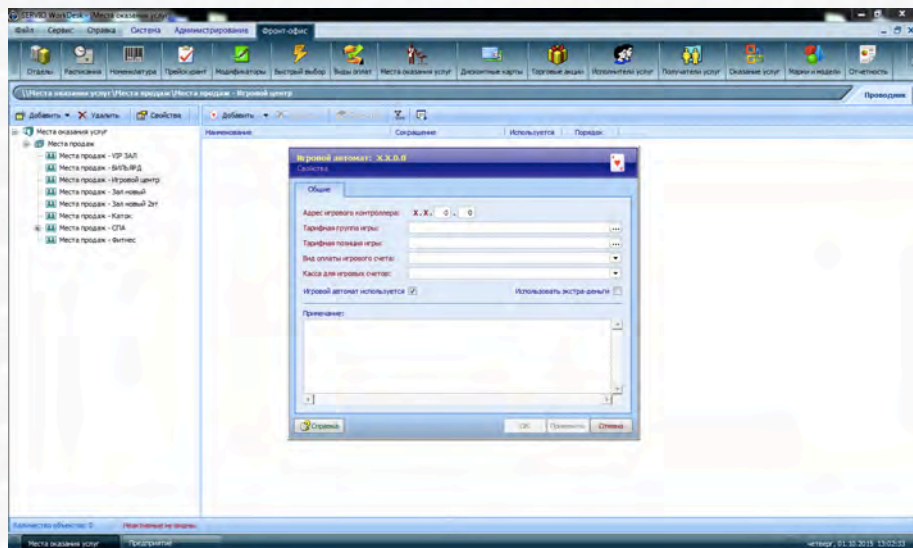 SERVIO WorkDesk - [Места оказания услуг]
Файл Сервис Справка Система Администрирование Фронт-офис
Отделы Расписания Номенклатура Прейскурант Модификаторы Быстрый выбор Виды оплат Места оказания услуг Дисконтные карты Торговые акции Исполнители услуг Получатели услуг Оказание услуг Марки и модели Отчетность
\\Места оказания услуг\Места продаж\Места продаж - Игровой центр
Проводник
Добавить Удалить Свойства Добавить
Наименование Сокращение Используется Порядок
Места оказания услуг
Места продаж
Места продаж - VIP ЗАЛ
Места продаж - БИЛЬЯРД
Места продаж - Игровой центр
Места продаж - Зал новый
Места продаж - Зал новый 2эт
Места продаж - Каток
Места продаж - СПА
Места продаж - Фитнес
Игровой автомат: X.X.0.0
Свойства
Общие
Адрес игрового контроллера: X.X. 0 . 0
Тарифная группа игры:
Тарифная позиция игры:
Вид оплаты игрового счета:
Касса для игровых счетов:
Игровой автомат используется
Использовать экстра-деньги
Примечание:
Справка OK Применить Отмена
Количество объектов: 0 Неактивные не видны
Места оказания услуг Предприятие четверг, 01.10.2015 13:02:33